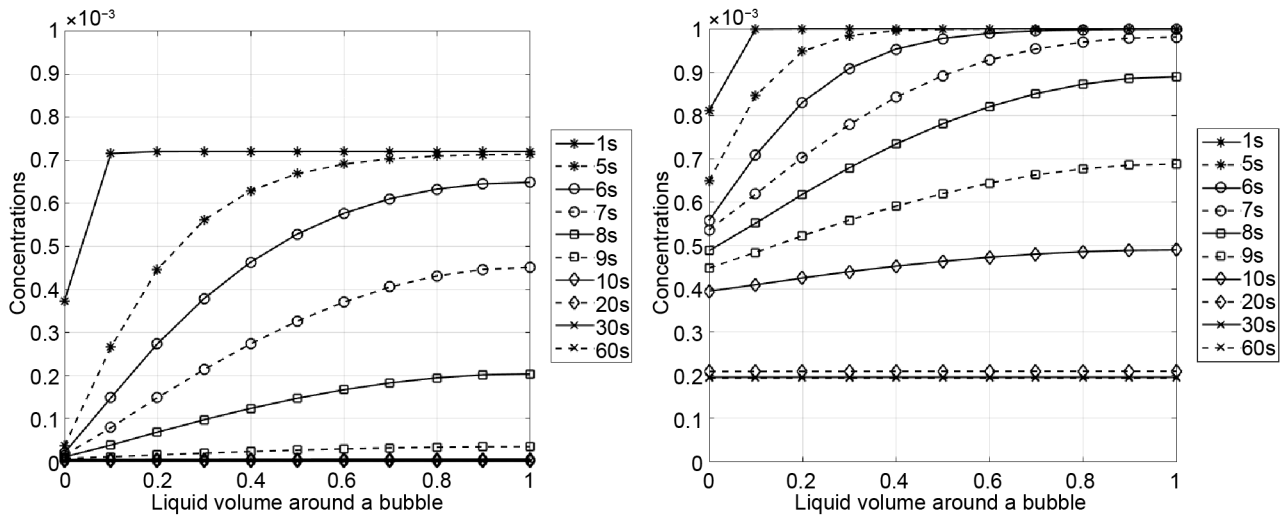 ×10⁻³
1
0.9
0.8
0.7
0.6
0.5
0.4
0.3
0.2
0.1
0
Concentrations
0 0.2 0.4 0.6 0.8 1
Liquid volume around a bubble
1s
5s
6s
7s
8s
9s
10s
20s
30s
60s
×10⁻³
1
0.9
0.8
0.7
0.6
0.5
0.4
0.3
0.2
0.1
0
Concentrations
0 0.2 0.4 0.6 0.8 1
Liquid volume around a bubble
1s
5s
6s
7s
8s
9s
10s
20s
30s
60s